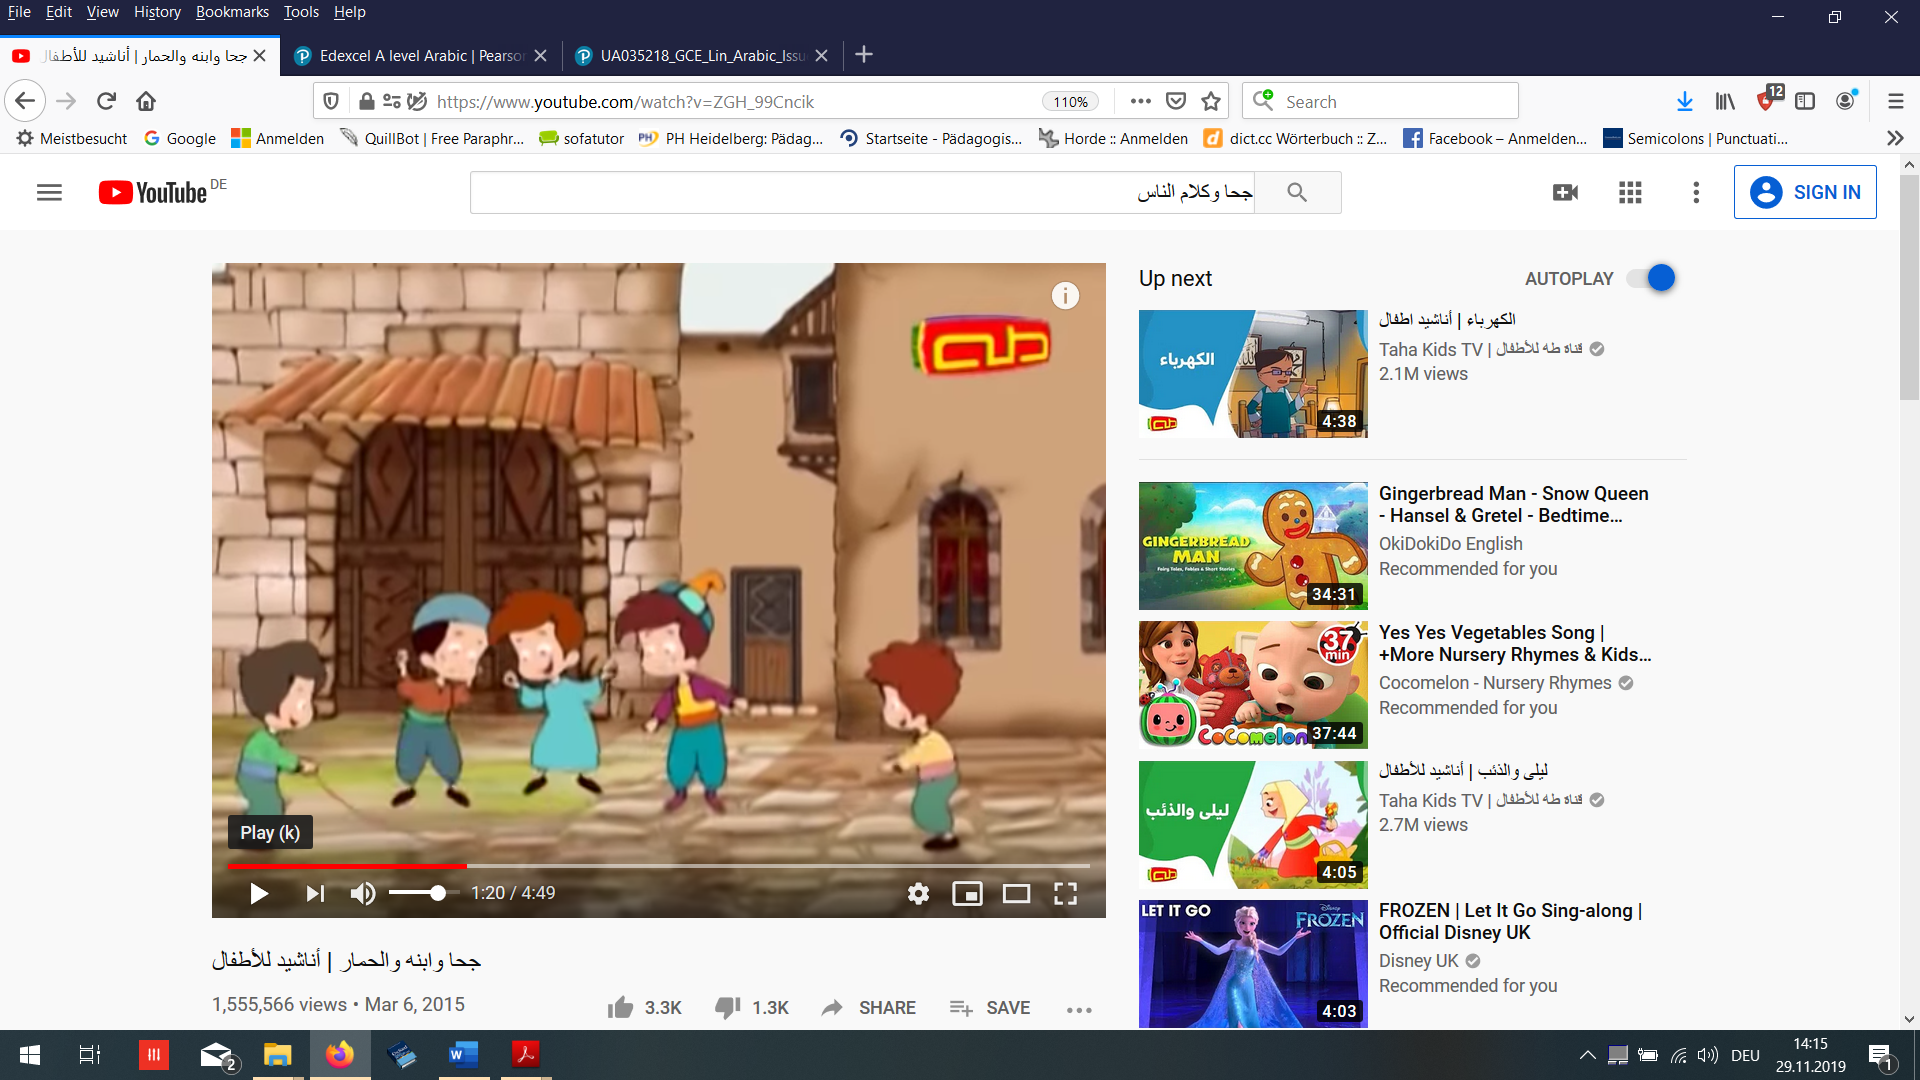 File Edit View History Bookmarks Tools Help
جحا وابنه والحمار | أناشيد للأطفال
Edexcel A level Arabic | Pearso
UA035218_GCE_Lin_Arabic_Issu
https://www.youtube.com/watch?v=ZGH_99Cncik
110%
Search
12
Meistbesucht Google Anmelden QuillBot | Free Paraphr... sofatutor PH Heidelberg: Pädag... Startseite - Pädagogis... Horde :: Anmelden dict.cc Wörterbuch :: Z... Facebook – Anmelden... Semicolons | Punctuati...
YouTube DE
جحا وكلام الناس
SIGN IN
طه
Play (k)
1:20 / 4:49
جحا وابنه والحمار | أناشيد للأطفال
1,555,566 views • Mar 6, 2015
3.3K 1.3K SHARE SAVE
Up next
AUTOPLAY
الكهرباء
4:38
الكهرباء | أناشيد اطفال
Taha Kids TV | قناة طه للأطفال
2.1M views
GINGERBREAD
MAN
Fairy Tales, Fables & Short Stories
34:31
Gingerbread Man - Snow Queen
- Hansel & Gretel - Bedtime...
OkiDokiDo English
Recommended for you
37
min
CoComelon
37:44
Yes Yes Vegetables Song |
+More Nursery Rhymes & Kids...
Cocomelon - Nursery Rhymes
Recommended for you
ليلى والذئب
4:05
ليلى والذئب | أناشيد للأطفال
Taha Kids TV | قناة طه للأطفال
2.7M views
LET IT GO
Disney
FROZEN
4:03
FROZEN | Let It Go Sing-along |
Official Disney UK
Disney UK
Recommended for you
2
DEU
14:15
29.11.2019
1